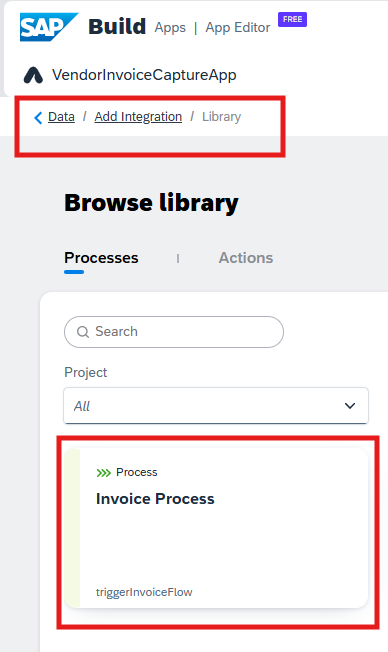 SAP Build Apps | App Editor FREE
VendorInvoiceCaptureApp
Data / Add Integration / Library
Browse library
Processes | Actions
Search
Project
All
Process
Invoice Process
triggerInvoiceFlow